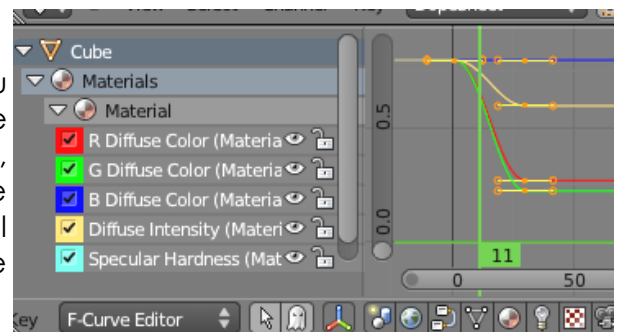 Cube
Materials
Material
R Diffuse Color (Materia
G Diffuse Color (Materia
B Diffuse Color (Materia
Diffuse Intensity (Materi
Specular Hardness (Mat
0.5
0.0
11
0
50
F-Curve Editor